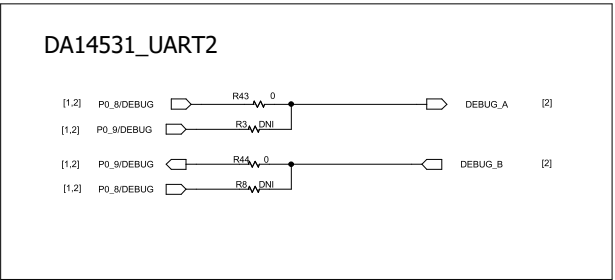 DA14531_UART2
[1,2] P0_8/DEBUG R43 0 DEBUG_A [2]
[1,2] P0_9/DEBUG R3 DNI
[1,2] P0_9/DEBUG R44 0 DEBUG_B [2]
[1,2] P0_8/DEBUG R8 DNI